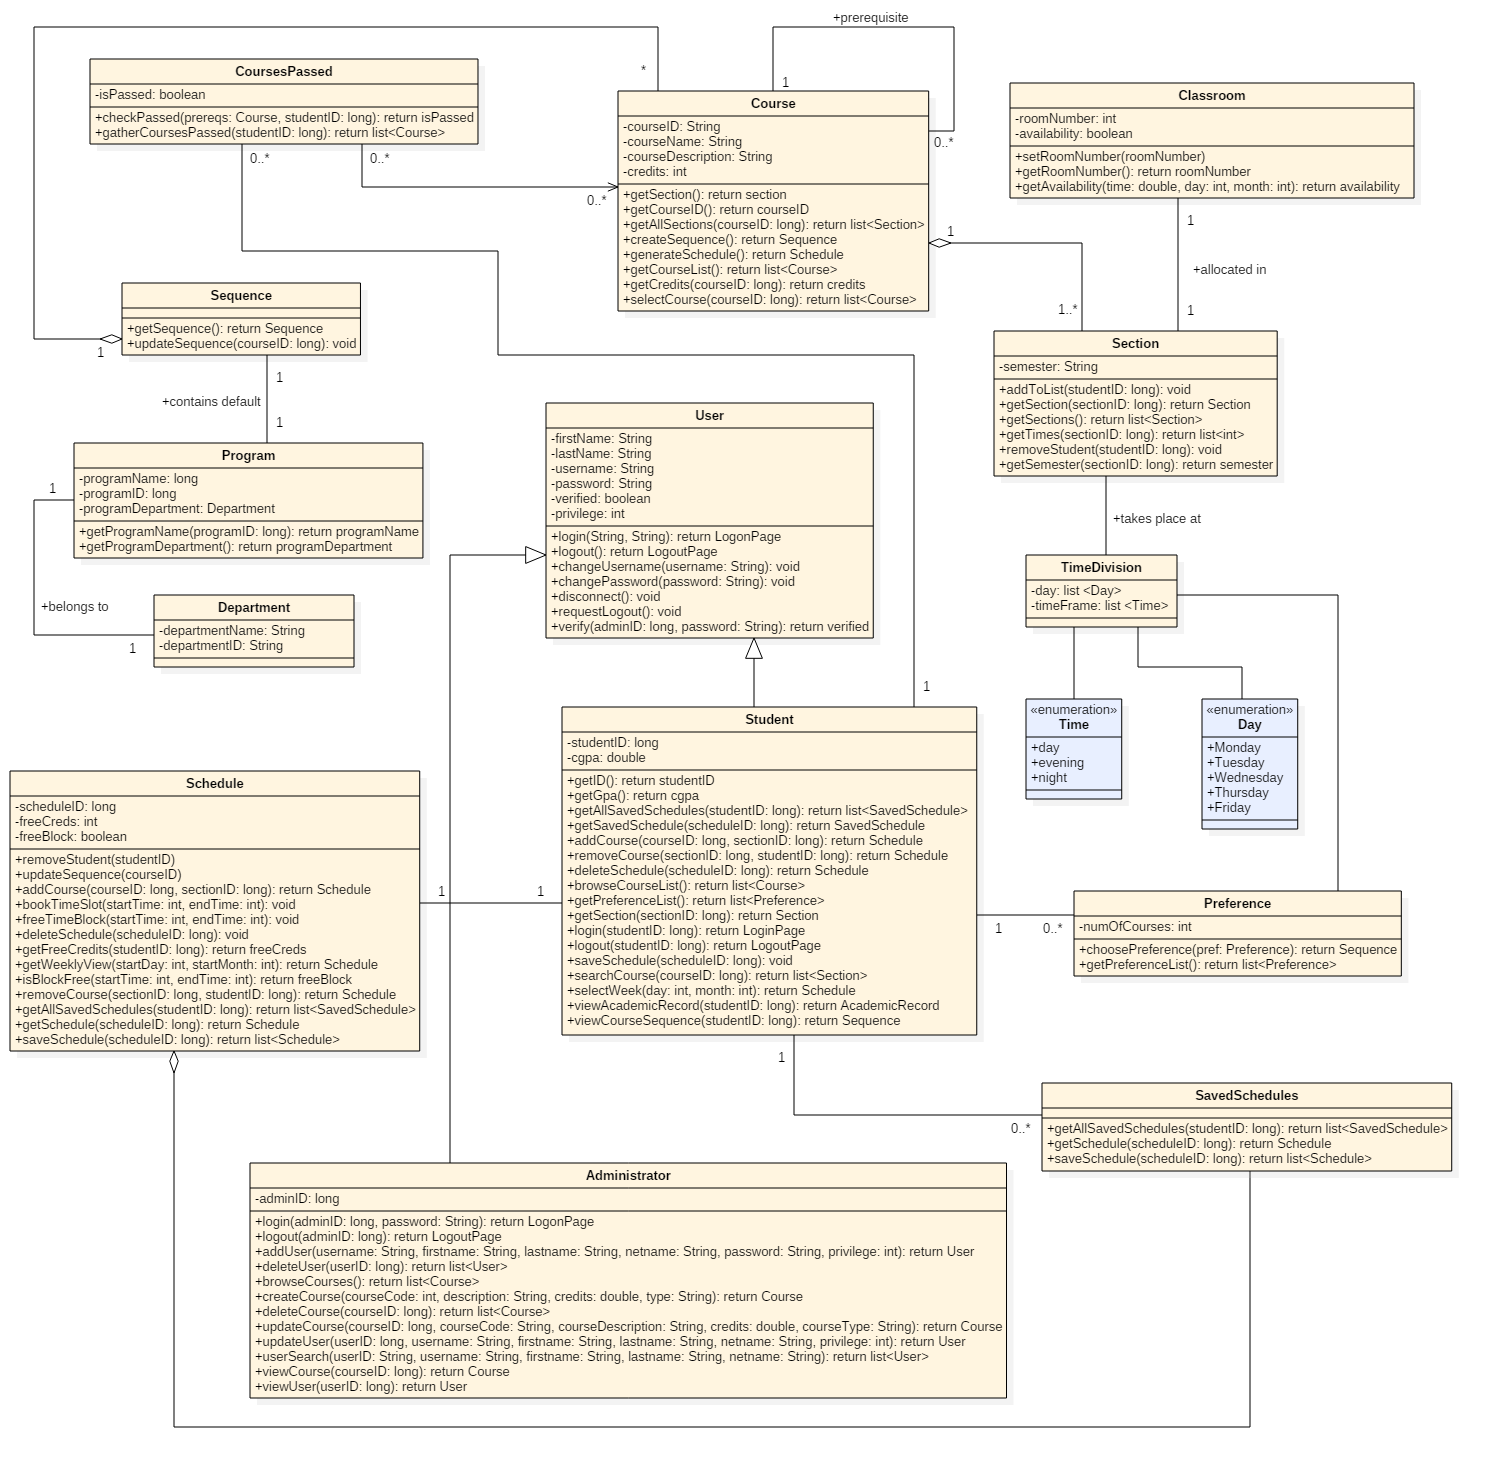 +prerequisite
*
1
0..*
CoursesPassed
-isPassed: boolean
+checkPassed(prereqs: Course, studentID: long): return isPassed
+gatherCoursesPassed(studentID: long): return list<Course>
0..*
0..*
0..*
Course
-courseID: String
-courseName: String
-courseDescription: String
-credits: int
+getSection(): return section
+getCourseID(): return courseID
+getAllSections(courseID: long): return list<Section>
+createSequence(): return Sequence
+generateSchedule(): return Schedule
+getCourseList(): return list<Course>
+getCredits(courseID: long): return credits
+selectCourse(courseID: long): return list<Course>
1
1..*
Classroom
-roomNumber: int
-availability: boolean
+setRoomNumber(roomNumber)
+getRoomNumber(): return roomNumber
+getAvailability(time: double, day: int, month: int): return availability
1
+allocated in
1
Sequence
+getSequence(): return Sequence
+updateSequence(courseID: long): void
1
1
+contains default
1
Section
-semester: String
+addToList(studentID: long): void
+getSection(sectionID: long): return Section
+getSections(): return list<Section>
+getTimes(sectionID: long): return list<int>
+removeStudent(studentID: long): void
+getSemester(sectionID: long): return semester
+takes place at
Program
-programName: long
-programID: long
-programDepartment: Department
+getProgramName(programID: long): return programName
+getProgramDepartment(): return programDepartment
1
+belongs to
1
Department
-departmentName: String
-departmentID: String
User
-firstName: String
-lastName: String
-username: String
-password: String
-verified: boolean
-privilege: int
+login(String, String): return LogonPage
+logout(): return LogoutPage
+changeUsername(username: String): void
+changePassword(password: String): void
+disconnect(): void
+requestLogout(): void
+verify(adminID: long, password: String): return verified
1
TimeDivision
-day: list <Day>
-timeFrame: list <Time>
«enumeration»
Time
+day
+evening
+night
«enumeration»
Day
+Monday
+Tuesday
+Wednesday
+Thursday
+Friday
Student
-studentID: long
-cgpa: double
+getID(): return studentID
+getGpa(): return cgpa
+getAllSavedSchedules(studentID: long): return list<SavedSchedule>
+getSavedSchedule(scheduleID: long): return SavedSchedule
+addCourse(courseID: long, sectionID: long): return Schedule
+removeCourse(sectionID: long, studentID: long): return Schedule
+deleteSchedule(scheduleID: long): return Schedule
+browseCourseList(): return list<Course>
+getPreferenceList(): return list<Preference>
+getSection(sectionID: long): return Section
+login(studentID: long): return LoginPage
+logout(studentID: long): return LogoutPage
+saveSchedule(scheduleID: long): void
+searchCourse(courseID: long): return list<Section>
+selectWeek(day: int, month: int): return Schedule
+viewAcademicRecord(studentID: long): return AcademicRecord
+viewCourseSequence(studentID: long): return Sequence
Schedule
-scheduleID: long
-freeCreds: int
-freeBlock: boolean
+removeStudent(studentID)
+updateSequence(courseID)
+addCourse(courseID: long, sectionID: long): return Schedule
+bookTimeSlot(startTime: int, endTime: int): void
+freeTimeBlock(startTime: int, endTime: int): void
+deleteSchedule(scheduleID: long): void
+getFreeCredits(studentID: long): return freeCreds
+getWeeklyView(startDay: int, startMonth: int): return Schedule
+isBlockFree(startTime: int, endTime: int): return freeBlock
+removeCourse(sectionID: long, studentID: long): return Schedule
+getAllSavedSchedules(studentID: long): return list<SavedSchedule>
+getSchedule(scheduleID: long): return Schedule
+saveSchedule(scheduleID: long): return list<Schedule>
1
1
1
0..*
Preference
-numOfCourses: int
+choosePreference(pref: Preference): return Sequence
+getPreferenceList(): return list<Preference>
1
0..*
SavedSchedules
+getAllSavedSchedules(studentID: long): return list<SavedSchedule>
+getSchedule(scheduleID: long): return Schedule
+saveSchedule(scheduleID: long): return list<Schedule>
Administrator
-adminID: long
+login(adminID: long, password: String): return LogonPage
+logout(adminID: long): return LogoutPage
+addUser(username: String, firstname: String, lastname: String, netname: String, password: String, privilege: int): return User
+deleteUser(userID: long): return list<User>
+browseCourses(): return list<Course>
+createCourse(courseCode: int, description: String, credits: double, type: String): return Course
+deleteCourse(courseID: long): return list<Course>
+updateCourse(courseID: long, courseCode: String, courseDescription: String, credits: double, courseType: String): return Course
+updateUser(userID: long, username: String, firstname: String, lastname: String, netname: String, privilege: int): return User
+userSearch(userID: String, username: String, firstname: String, lastname: String, netname: String): return list<User>
+viewCourse(courseID: long): return Course
+viewUser(userID: long): return User